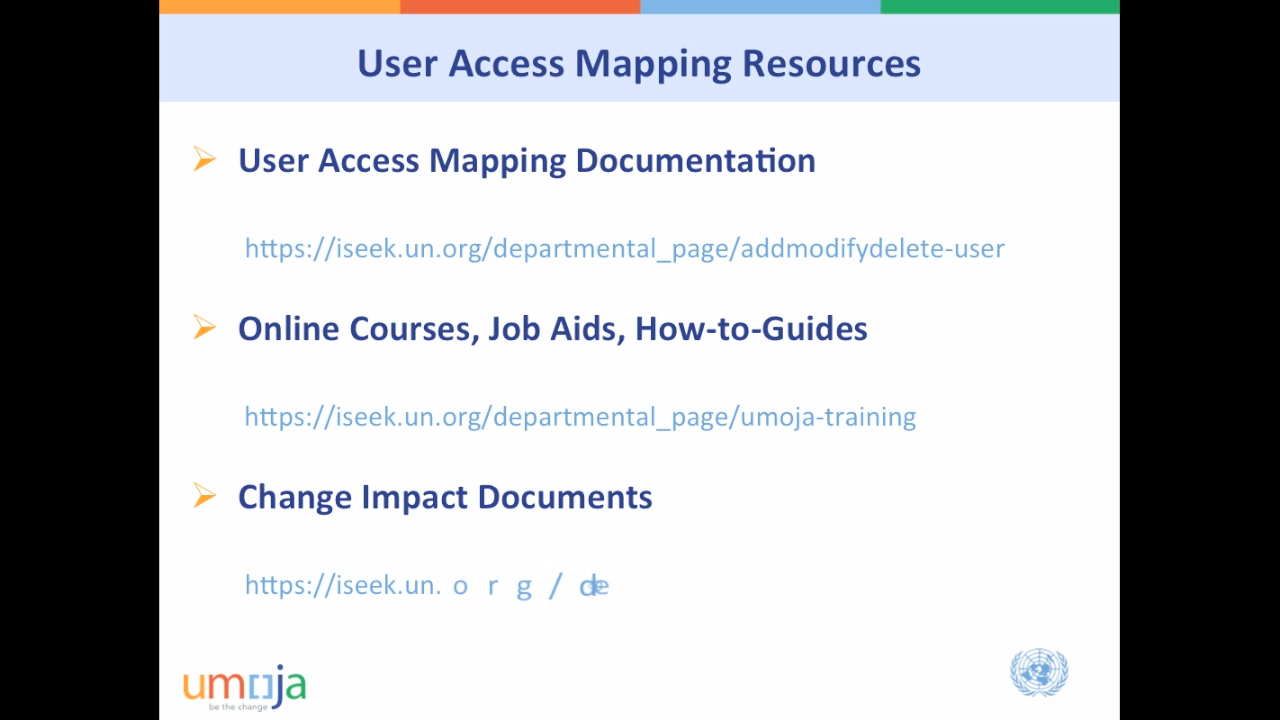 User Access Mapping Resources
User Access Mapping Documentation
https://iseek.un.org/departmental_page/addmodifydelete-user
Online Courses, Job Aids, How-to-Guides
https://iseek.un.org/departmental_page/umoja-training
Change Impact Documents
https://iseek.un.org/de
umoja
be the change